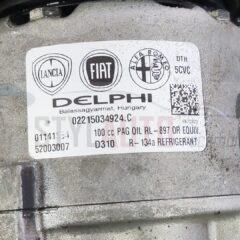 LANCIA FIAT ALFA ROMEO DTH
5CVC
DELPHI
Balassagyarmat, Hungary
02215034924.C
100 cc PAG OIL RL-897 OR EQUIV.
52003007 D310 R-134a REFRIGERANT